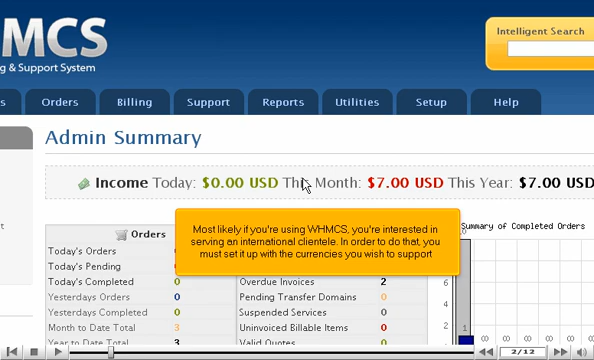 MCS
Intelligent Search
g & Support System
s
Orders
Billing
Support
Reports
Utilities
Setup
Help
Admin Summary
Income Today: $0.00 USD This Month: $7.00 USD This Year: $7.00 USD
Most likely if you're using WHMCS, you're interested in
serving an international clientele. In order to do that, you
must set it up with the currencies you wish to support
t
Orders
Today's Orders 0
Today's Pending
Today's Completed 0
Yesterdays Orders 0
Yesterdays Completed 0
Month to Date Total 3
Year to Date Total 3
Overdue Invoices 2
Pending Transfer Domains 0
Suspended Services 0
Uninvoiced Billable Items 0
Valid Quotes 0
Summary of Completed Orders
6
4
2
1
2/12